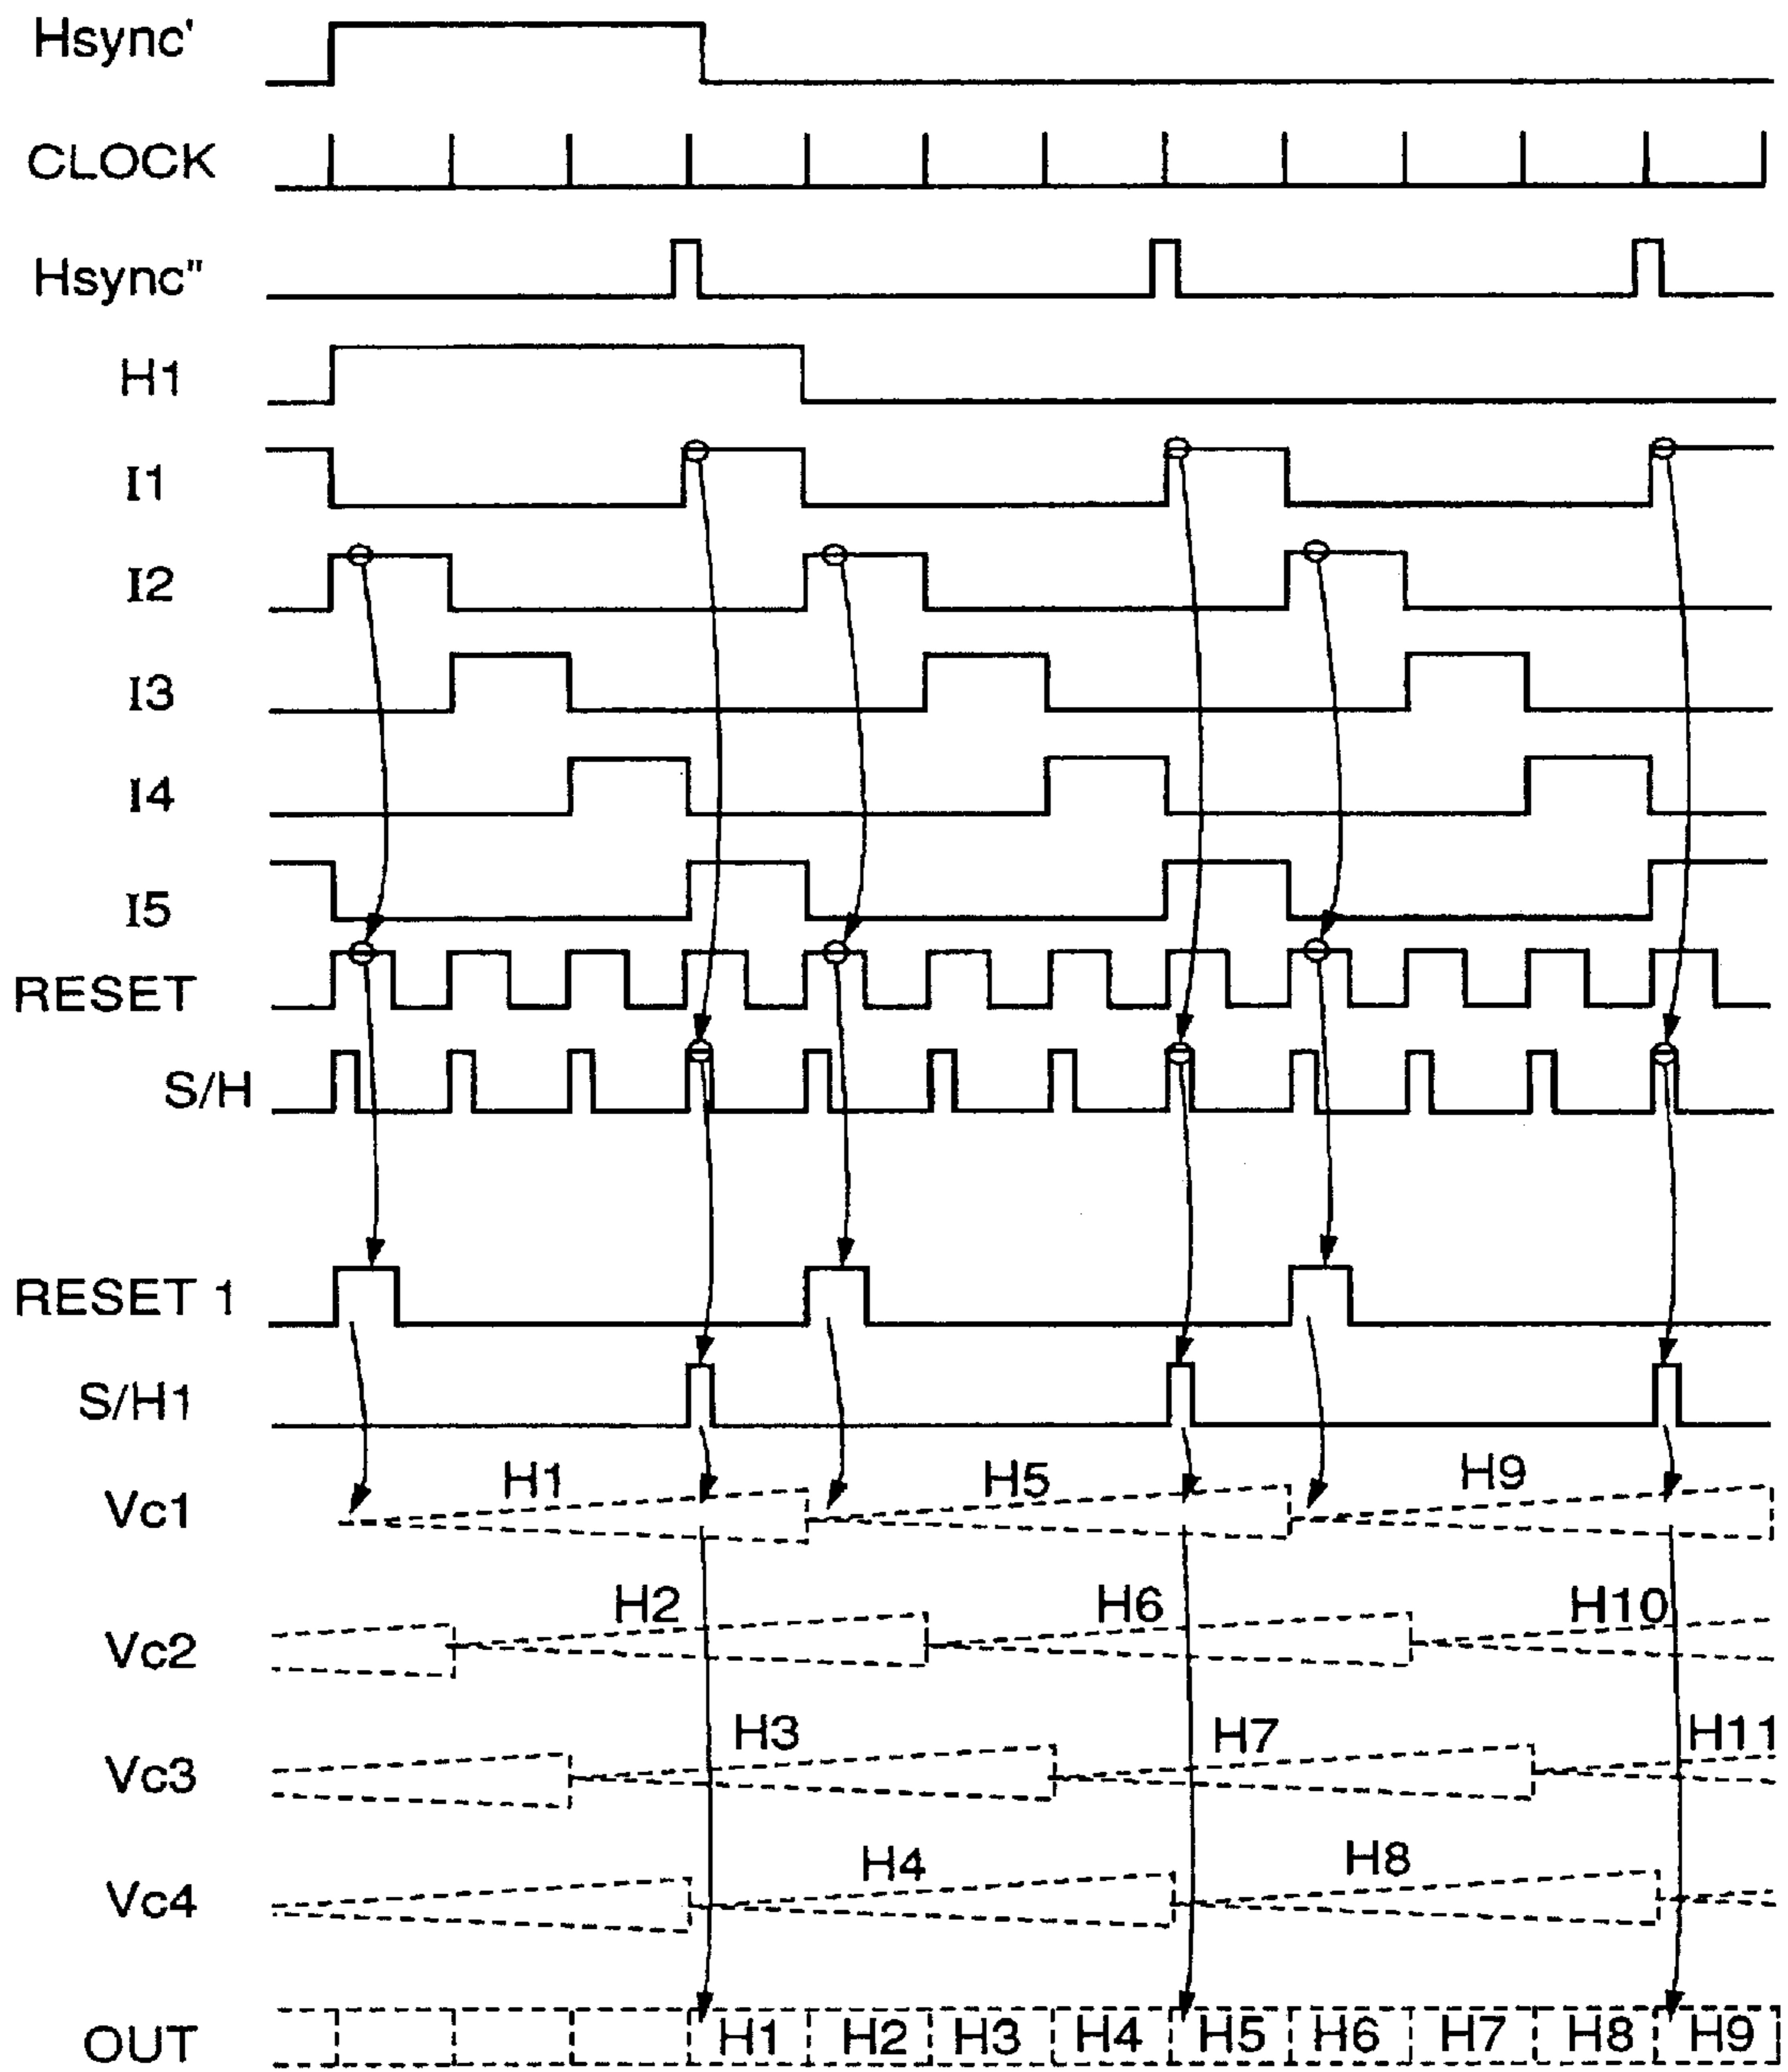 Hsync'
CLOCK
Hsync"
H1
I1
I2
I3
I4
I5
RESET
S/H
RESET 1
S/H1
Vc1 H1 H5 H9
Vc2 H2 H6 H10
Vc3 H3 H7 H11
Vc4 H4 H8
OUT H1 H2 H3 H4 H5 H6 H7 H8 H9